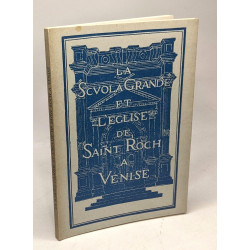 LA
SCVOLA GRANDE
ET
L'EGLISE
DE
SAINT ROCH
A
VENISE